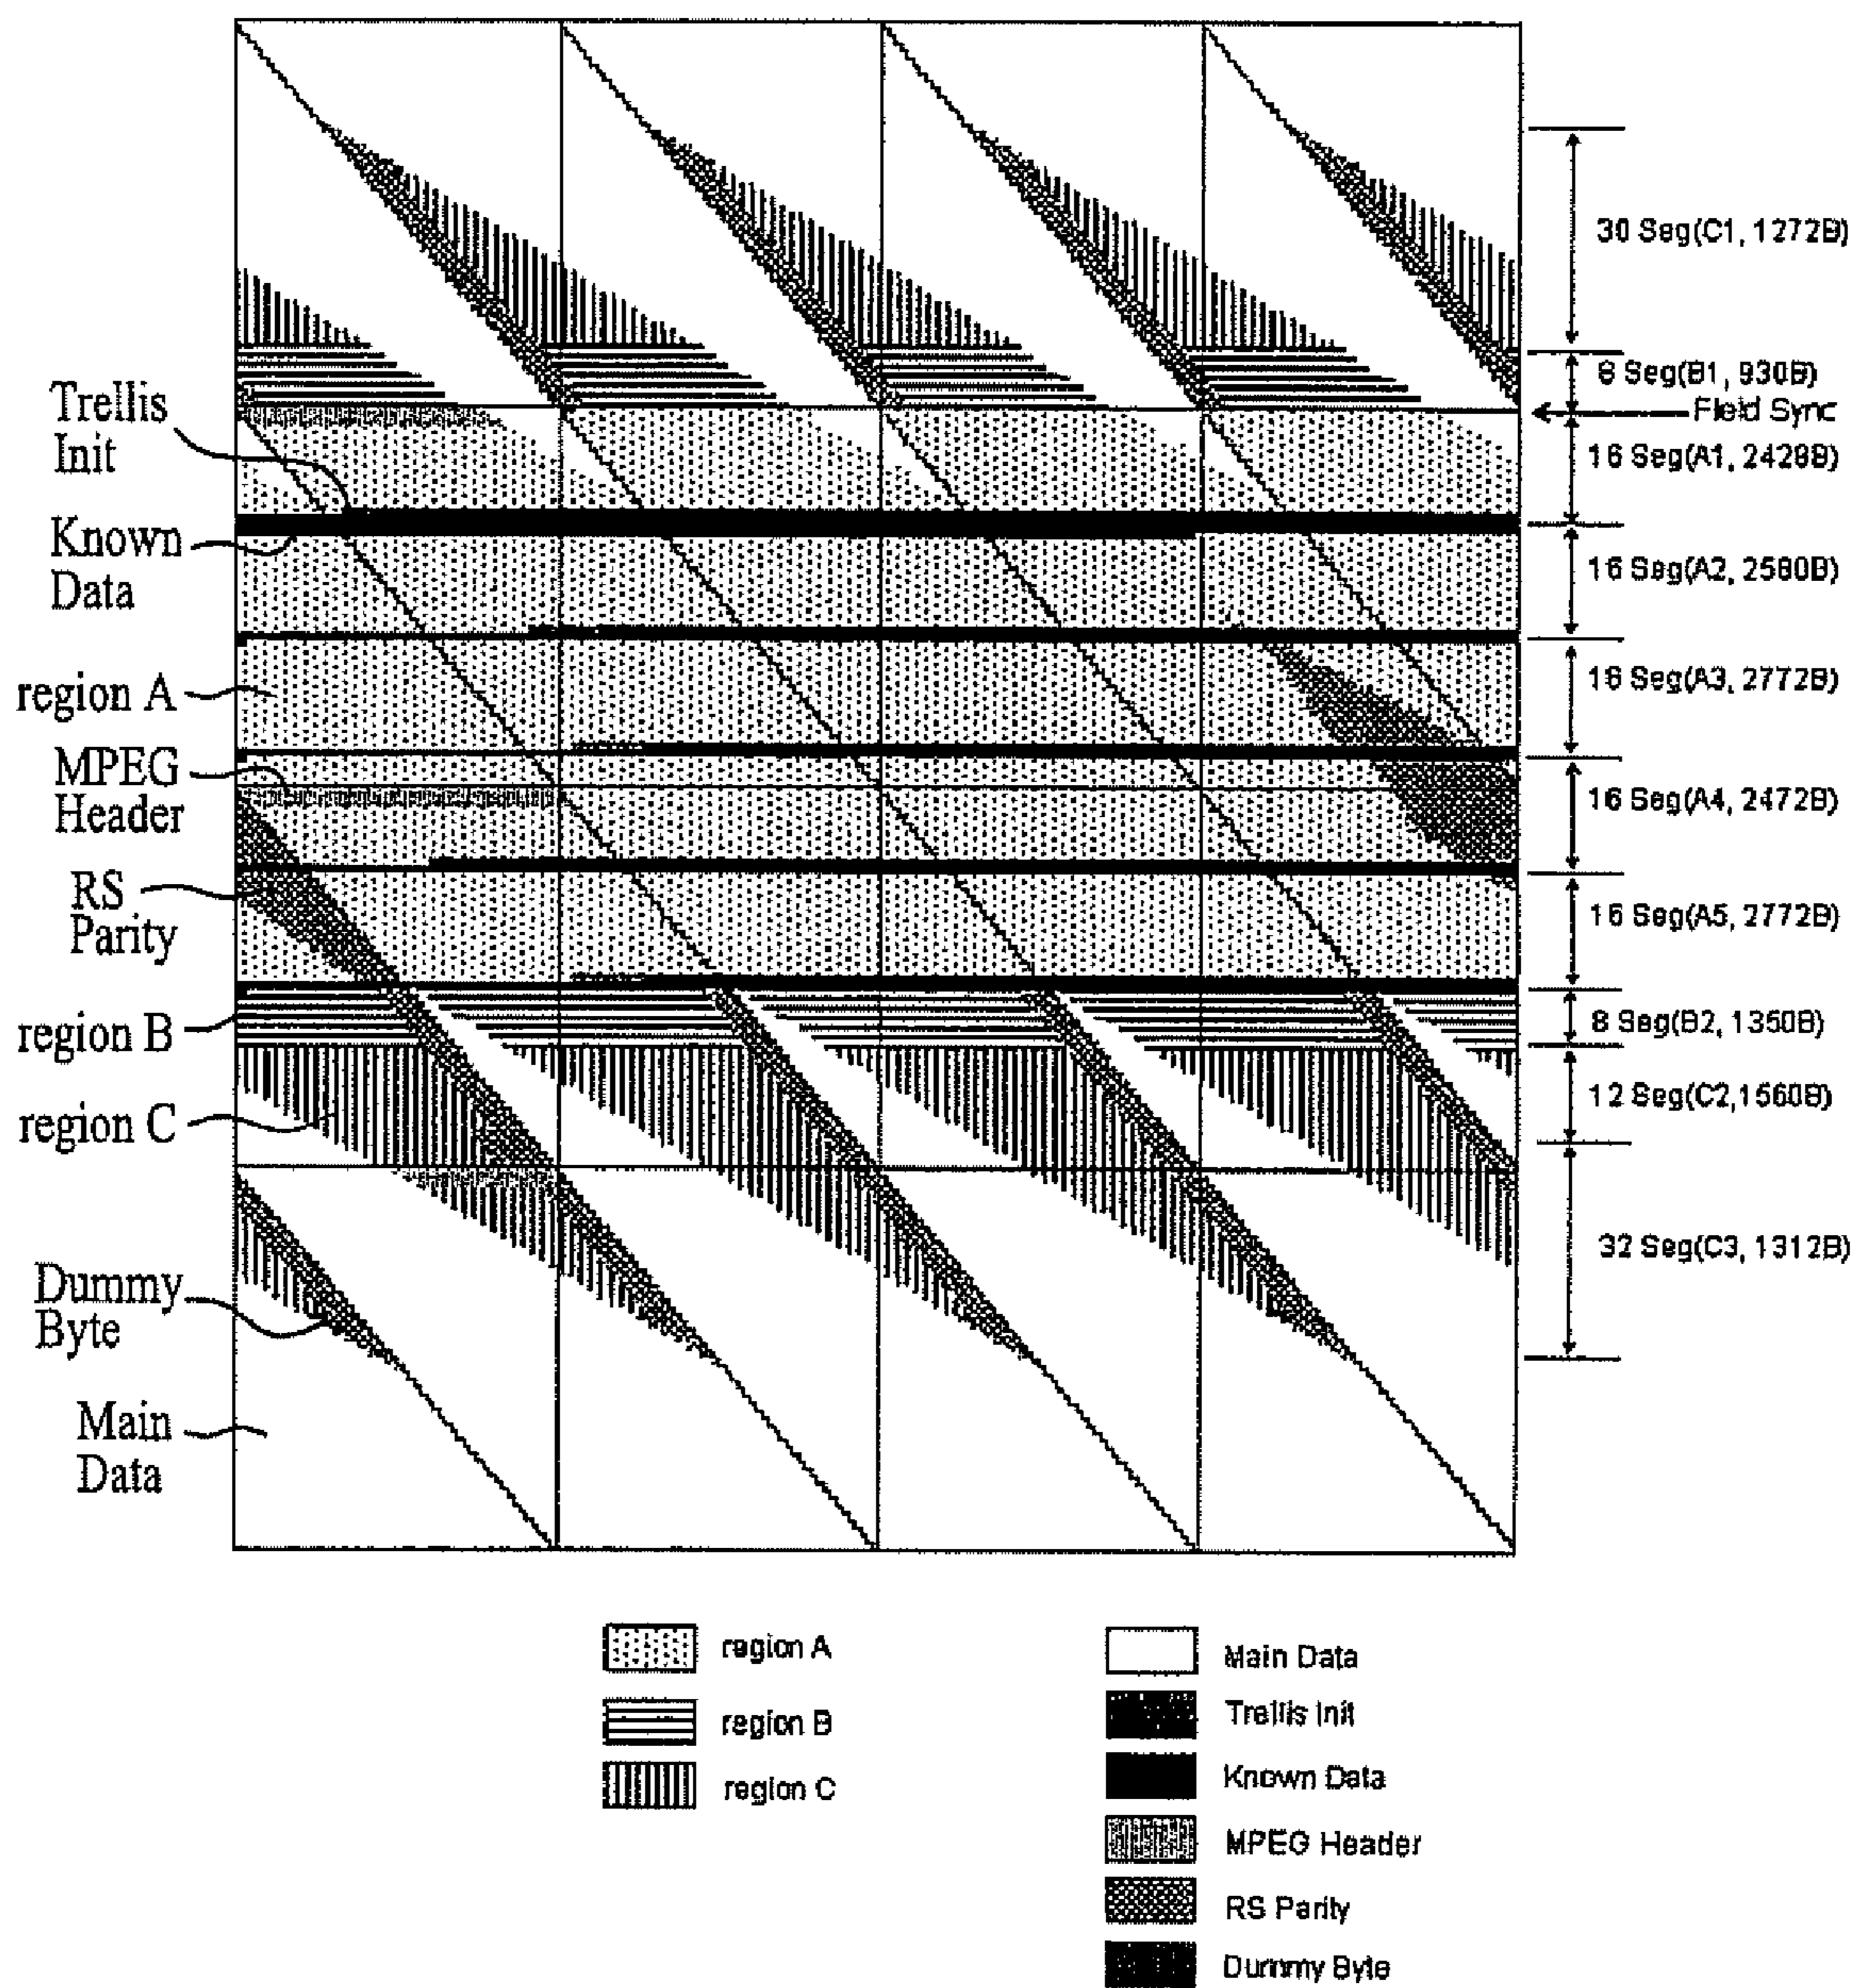 30 Seg(C1, 1272B)
8 Seg(B1, 930B)
Field Sync
16 Seg(A1, 2428B)
16 Seg(A2, 2580B)
16 Seg(A3, 2772B)
16 Seg(A4, 2472B)
16 Seg(A5, 2772B)
8 Seg(B2, 1350B)
12 Seg(C2,1560B)
32 Seg(C3, 1312B)
Trellis
Init
Known
Data
region A
MPEG
Header
RS
Parity
region B
region C
Dummy
Byte
Main
Data
region A
region B
region C
Main Data
Trellis Init
Known Data
MPEG Header
RS Parity
Dummy Byte